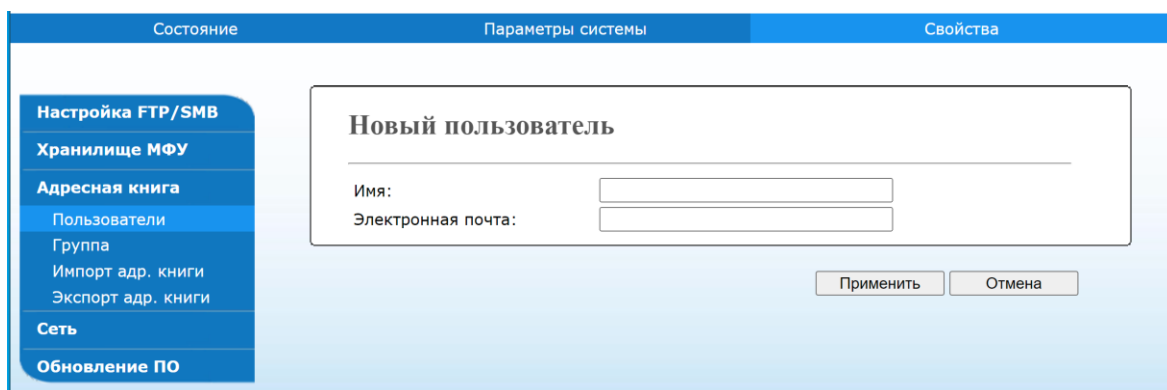 Состояние
Параметры системы
Свойства
Настройка FTP/SMB
Хранилище МФУ
Адресная книга
Пользователи
Группа
Импорт адр. книги
Экспорт адр. книги
Сеть
Обновление ПО
Новый пользователь
Имя:
Электронная почта:
Применить
Отмена